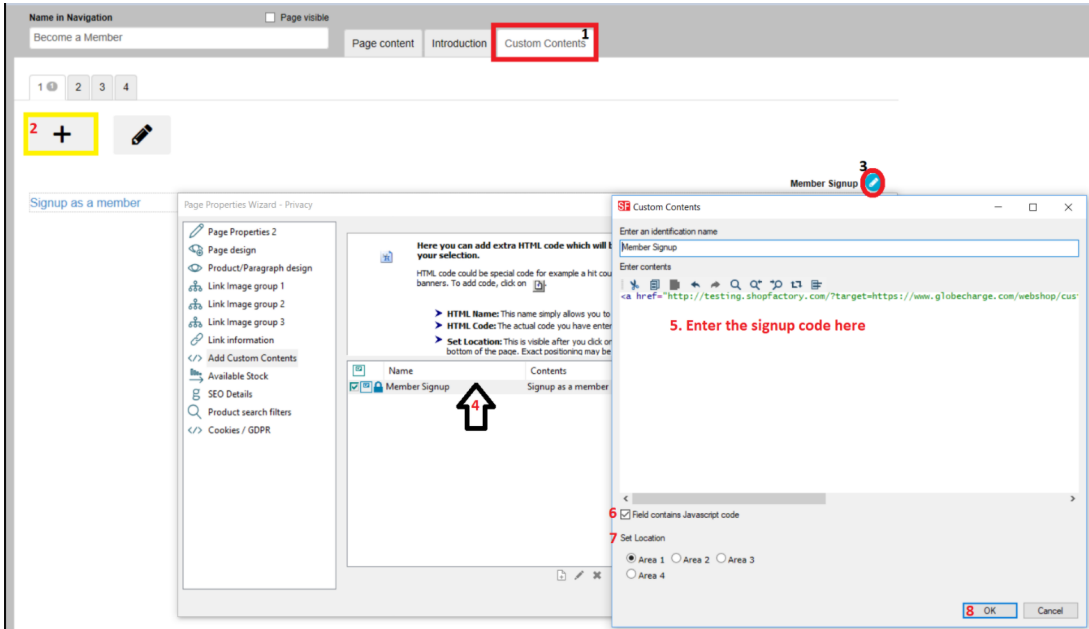 Name in Navigation
Page visible
Become a Member
Page content
Introduction
Custom Contents
1
1
2
3
4
2
+
3
Member Signup
Signup as a member
Page Properties Wizard - Privacy
Page Properties 2
Page design
Product/Paragraph design
Link Image group 1
Link Image group 2
Link Image group 3
Link information
Add Custom Contents
Available Stock
SEO Details
Product search filters
Cookies / GDPR
Here you can add extra HTML code which will
your selection.
HTML code could be special code for example a hit cou
banners. To add code, click on
HTML Name: This name simply allows you to
HTML Code: The actual code you have enter
Set Location: This is visible after you click or
bottom of the page. Exact positioning may be
Name
Contents
Member Signup
Signup as a member
4
SF Custom Contents
Enter an identification name
Member Signup
Enter contents
<a href="http://testing.shopfactory.com/?target=https://www.globecharge.com/webshop/cus
5. Enter the signup code here
6 Field contains Javascript code
7 Set Location
Area 1 Area 2 Area 3
Area 4
8 OK
Cancel